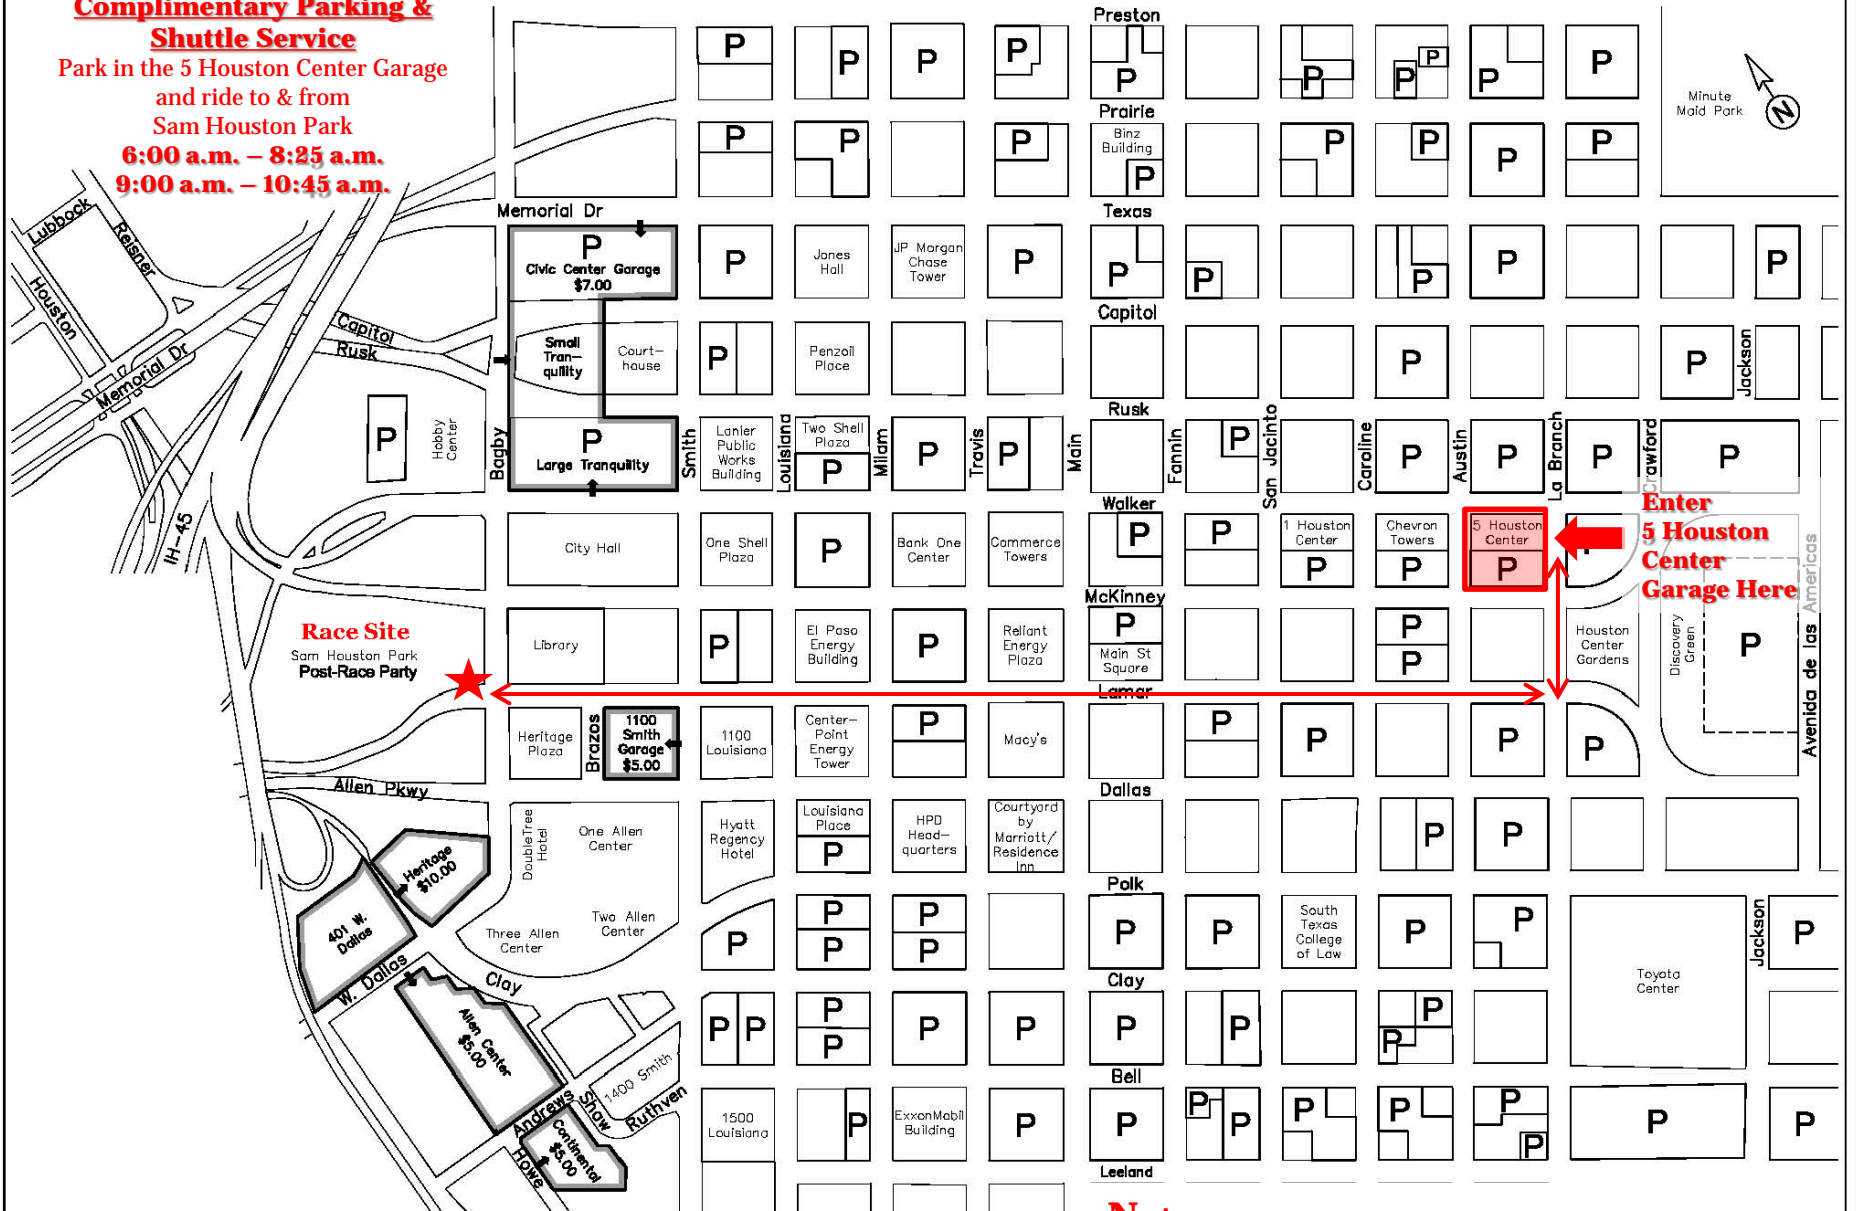 Complimentary Parking &
Shuttle Service
Park in the 5 Houston Center Garage
and ride to & from
Sam Houston Park
6:00 a.m. – 8:25 a.m.
9:00 a.m. – 10:45 a.m.
Preston
P
P
P
P
P
P
P
P
P
P
Minute
Maid Park
N
Prairie
P
P
P
Binz
Building
P
P
P
P
P
Lubbock
Reisner
Houston
Memorial Dr
Texas
P
Civic Center Garage
$7.00
P
Jones
Hall
JP Morgan
Chase
Tower
P
P
P
P
P
P
Capitol
Capitol
Rusk
Memorial Dr
Small
Tran-
quility
Court-
house
P
Penzoil
Place
P
P
Jackson
Rusk
P
Hobby
Center
Bagby
P
Large Tranquility
Smith
Lanier
Public
Works
Building
Louisiana
Two Shell
Plaza
P
Milam
P
Travis
P
Main
Fannin
P
San Jacinto
Caroline
P
Austin
P
La Branch
P
Crawford
P
Walker
IH-45
City Hall
One Shell
Plaza
P
Bank One
Center
Commerce
Towers
P
P
1 Houston
Center
P
Chevron
Towers
P
5 Houston
Center
P
Enter
5 Houston
Center
Garage Here
McKinney
Race Site
Sam Houston Park
Post-Race Party
Library
P
El Paso
Energy
Building
P
Reliant
Energy
Plaza
P
Main St
Square
P
P
Houston
Center
Gardens
Discovery
Green
P
Avenida de las Americas
Lamar
Heritage
Plaza
Brazos
1100
Smith
Garage
$5.00
1100
Louisiana
Center-
Point
Energy
Tower
P
Macy's
P
P
P
P
Allen Pkwy
Dallas
Heritage
$10.00
DoubleTree
Hotel
One Allen
Center
Hyatt
Regency
Hotel
Louisiana
Place
P
HPD
Head-
quarters
Courtyard
by
Marriott/
Residence
Inn
P
P
Polk
401 W.
Dallas
Three Allen
Center
Two Allen
Center
P
P
P
P
P
P
P
South
Texas
College
of Law
P
P
Jackson
P
Toyota
Center
W. Dallas
Clay
Clay
Allen Center
$5.00
P
P
P
P
P
P
P
P
P
P
1400 Smith
Bell
Andrews
Shaw
Ruthven
Howe
Continental
$5.00
1500
Louisiana
P
ExxonMobil
Building
P
P
P
P
P
P
P
P
P
P
Leeland